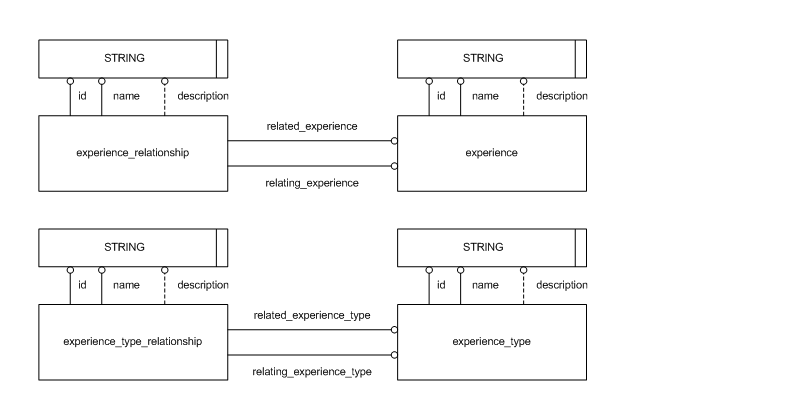 STRING
STRING
id
name
description
id
name
description
related_experience
experience_relationship
experience
relating_experience
STRING
STRING
id
name
description
id
name
description
related_experience_type
experience_type_relationship
experience_type
relating_experience_type